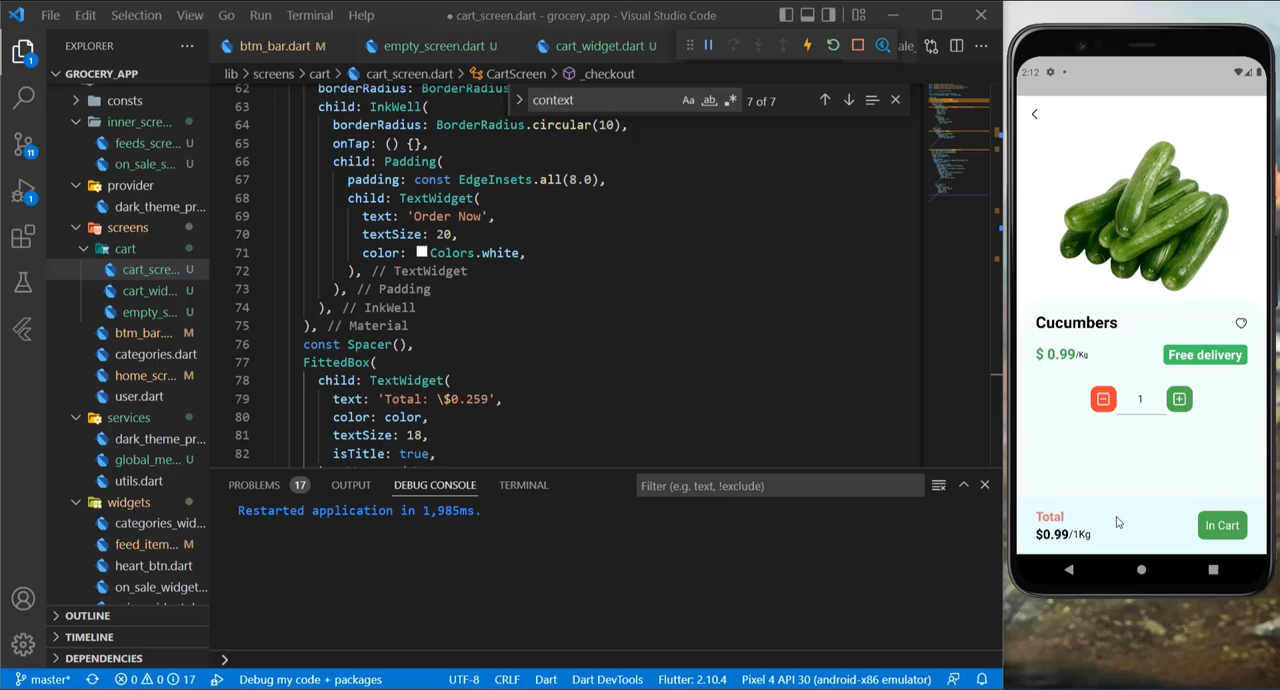 File Edit Selection View Go Run Terminal Help
● cart_screen.dart - grocery_app - Visual Studio Code
EXPLORER
GROCERY_APP
consts
inner_scre...
feeds_scre... U
on_sale_s... U
provider
dark_theme_pr...
screens
cart
cart_scre... U
cart_wid... U
empty_s... U
btm_bar.... M
categories.dart
home_scr... M
user.dart
services
dark_theme_pr...
global_me... U
utils.dart
widgets
categories_wid...
feed_item... M
heart_btn.dart
on_sale_widget...
OUTLINE
TIMELINE
DEPENDENCIES
1
11
1
btm_bar.dart M empty_screen.dart U cart_widget.dart U
lib > screens > cart > cart_screen.dart > CartScreen > _checkout
context Aa ab 7 of 7
62 borderRadius: BorderRadius
63 child: InkWell(
64 borderRadius: BorderRadius.circular(10),
65 onTap: () {},
66 child: Padding(
67 padding: const EdgeInsets.all(8.0),
68 child: TextWidget(
69 text: 'Order Now',
70 textSize: 20,
71 color: Colors.white,
72 ), // TextWidget
73 ), // Padding
74 ), // InkWell
75 ), // Material
76 const Spacer(),
77 FittedBox(
78 child: TextWidget(
79 text: 'Total: \$0.259',
80 color: color,
81 textSize: 18,
82 isTitle: true,
PROBLEMS 17 OUTPUT DEBUG CONSOLE TERMINAL
Filter (e.g. text, !exclude)
Restarted application in 1,985ms.
master* 0 0 17 Debug my code + packages UTF-8 CRLF Dart Dart DevTools Flutter: 2.10.4 Pixel 4 API 30 (android-x86 emulator)
2:12
Cucumbers
$ 0.99/Kg
Free delivery
1
Total
$0.99/1Kg
In Cart